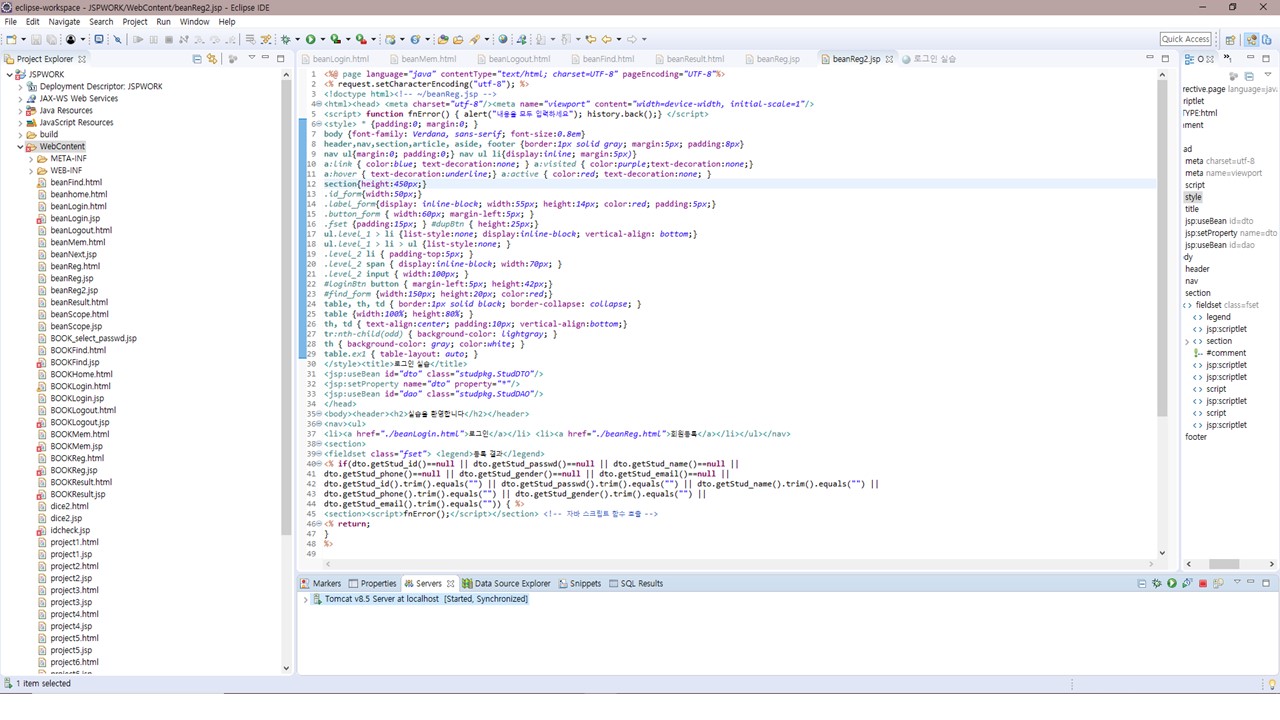 eclipse-workspace - JSPWORK/WebContent/beanReg2.jsp - Eclipse IDE
File Edit Navigate Search Project Run Window Help
Quick Access
Project Explorer
beanLogin.html beanMem.html beanLogout.html beanFind.html beanResult.html beanReg.jsp beanReg2.jsp 로그인 실습
JSPWORK
Deployment Descriptor: JSPWORK
JAX-WS Web Services
Java Resources
JavaScript Resources
build
WebContent
META-INF
WEB-INF
beanFind.html
beanhome.html
beanLogin.html
beanLogin.jsp
beanLogout.html
beanMem.html
beanNext.jsp
beanReg.html
beanReg.jsp
beanReg2.jsp
beanResult.html
beanScope.html
beanScope.jsp
BOOK_select_passwd.jsp
BOOKFind.html
BOOKFind.jsp
BOOKHome.html
BOOKLogin.html
BOOKLogin.jsp
BOOKLogout.html
BOOKLogout.jsp
BOOKMem.html
BOOKMem.jsp
BOOKReg.html
BOOKReg.jsp
BOOKResult.html
BOOKResult.jsp
dice2.html
dice2.jsp
idcheck.jsp
project1.html
project1.jsp
project2.html
project2.jsp
project3.html
project3.jsp
project4.html
project4.jsp
project5.html
project5.jsp
project6.html
project6.jsp
1 <%@ page language="java" contentType="text/html; charset=UTF-8" pageEncoding="UTF-8"%>
2 <% request.setCharacterEncoding("utf-8"); %>
3 <!doctype html><!-- ~/beanReg.jsp -->
4 <html><head> <meta charset="utf-8"/><meta name="viewport" content="width=device-width, initial-scale=1"/>
5 <script> function fnError() { alert("내용을 모두 입력하세요"); history.back();} </script>
6 <style> * {padding:0; margin:0; }
7 body {font-family: Verdana, sans-serif; font-size:0.8em}
8 header,nav,section,article, aside, footer {border:1px solid gray; margin:5px; padding:8px}
9 nav ul{margin:0; padding:0;} nav ul li{display:inline; margin:5px)}
10 a:link { color:blue; text-decoration:none; } a:visited { color:purple;text-decoration:none;}
11 a:hover { text-decoration:underline;} a:active { color:red; text-decoration:none; }
12 section{height:450px;}
13 .id_form{width:50px;}
14 .label_form{display: inline-block; width:55px; height:14px; color:red; padding:5px;}
15 .button_form { width:60px; margin-left:5px; }
16 .fset {padding:15px; } #dupBtn { height:25px;}
17 ul.level_1 > li {list-style:none; display:inline-block; vertical-align: bottom;}
18 ul.level_1 > li > ul {list-style:none; }
19 .level_2 li { padding-top:5px; }
20 .level_2 span { display:inline-block; width:70px; }
21 .level_2 input { width:100px; }
22 #loginBtn button { margin-left:5px; height:42px;}
23 #find_form {width:150px; height:20px; color:red;}
24 table, th, td { border:1px solid black; border-collapse: collapse; }
25 table {width:100%; height:80%; }
26 th, td { text-align:center; padding:10px; vertical-align:bottom;}
27 tr:nth-child(odd) { background-color: lightgray; }
28 th { background-color: gray; color:white; }
29 table.ex1 { table-layout: auto; }
30 </style><title>로그인 실습</title>
31 <jsp:useBean id="dto" class="studpkg.StudDTO"/>
32 <jsp:setProperty name="dto" property="*"/>
33 <jsp:useBean id="dao" class="studpkg.StudDAO"/>
34 </head>
35 <body><header><h2>실습을 환영합니다</h2></header>
36 <nav><ul>
37 <li><a href="./beanLogin.html">로그인</a></li> <li><a href="./beanReg.html">회원등록</a></li></ul></nav>
38 <section>
39 <fieldset class="fset"> <legend>등록 결과</legend>
40 <% if(dto.getStud_id()==null || dto.getStud_passwd()==null || dto.getStud_name()==null ||
41 dto.getStud_phone()==null || dto.getStud_gender()==null || dto.getStud_email()==null ||
42 dto.getStud_id().trim().equals("") || dto.getStud_passwd().trim().equals("") || dto.getStud_name().trim().equals("") ||
43 dto.getStud_phone().trim().equals("") || dto.getStud_gender().trim().equals("") ||
44 dto.getStud_email().trim().equals("")) { %>
45 <section><script>fnError();</script></section> <!-- 자바 스크립트 함수 호출 -->
46 <% return;
47 }
48 %>
49
rective.page language=jav
riptlet
TYPE:html
ment
ad
meta charset=utf-8
meta name=viewport
script
style
title
jsp:useBean id=dto
jsp:setProperty name=dto
jsp:useBean id=dao
dy
header
nav
section
fieldset class=fset
legend
jsp:scriptlet
section
#comment
jsp:scriptlet
jsp:scriptlet
script
jsp:scriptlet
script
jsp:scriptlet
footer
Markers Properties Servers Data Source Explorer Snippets SQL Results
Tomcat v8.5 Server at localhost [Started, Synchronized]
1 item selected